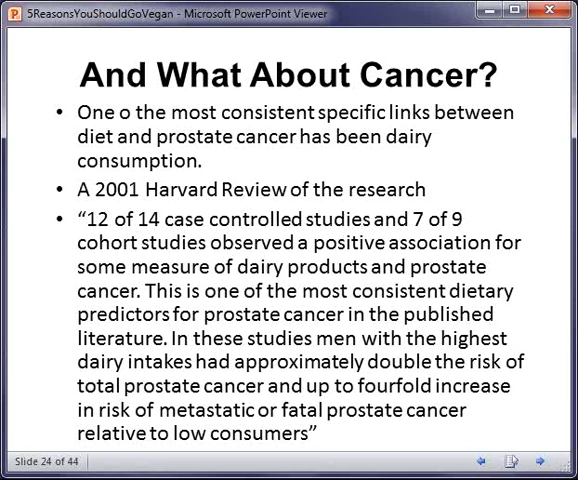 5ReasonsYouShouldGoVegan - Microsoft PowerPoint Viewer
And What About Cancer?
• One o the most consistent specific links between
diet and prostate cancer has been dairy
consumption.
• A 2001 Harvard Review of the research
• “12 of 14 case controlled studies and 7 of 9
cohort studies observed a positive association for
some measure of dairy products and prostate
cancer. This is one of the most consistent dietary
predictors for prostate cancer in the published
literature. In these studies men with the highest
dairy intakes had approximately double the risk of
total prostate cancer and up to fourfold increase
in risk of metastatic or fatal prostate cancer
relative to low consumers”
Slide 24 of 44